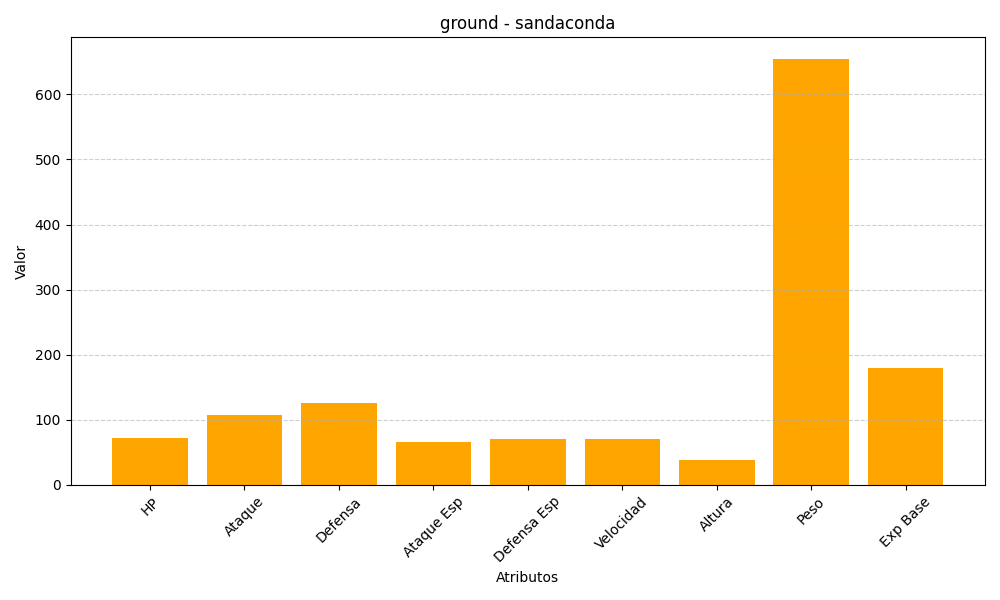 ground - sandaconda
Valor
600
500
400
300
200
100
0
HP
Ataque
Defensa
Ataque Esp
Defensa Esp
Velocidad
Altura
Peso
Exp Base
Atributos